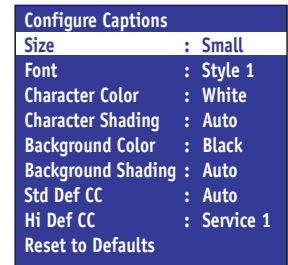 Configure Captions
Size : Small
Font : Style 1
Character Color : White
Character Shading : Auto
Background Color : Black
Background Shading : Auto
Std Def CC : Auto
Hi Def CC : Service 1
Reset to Defaults